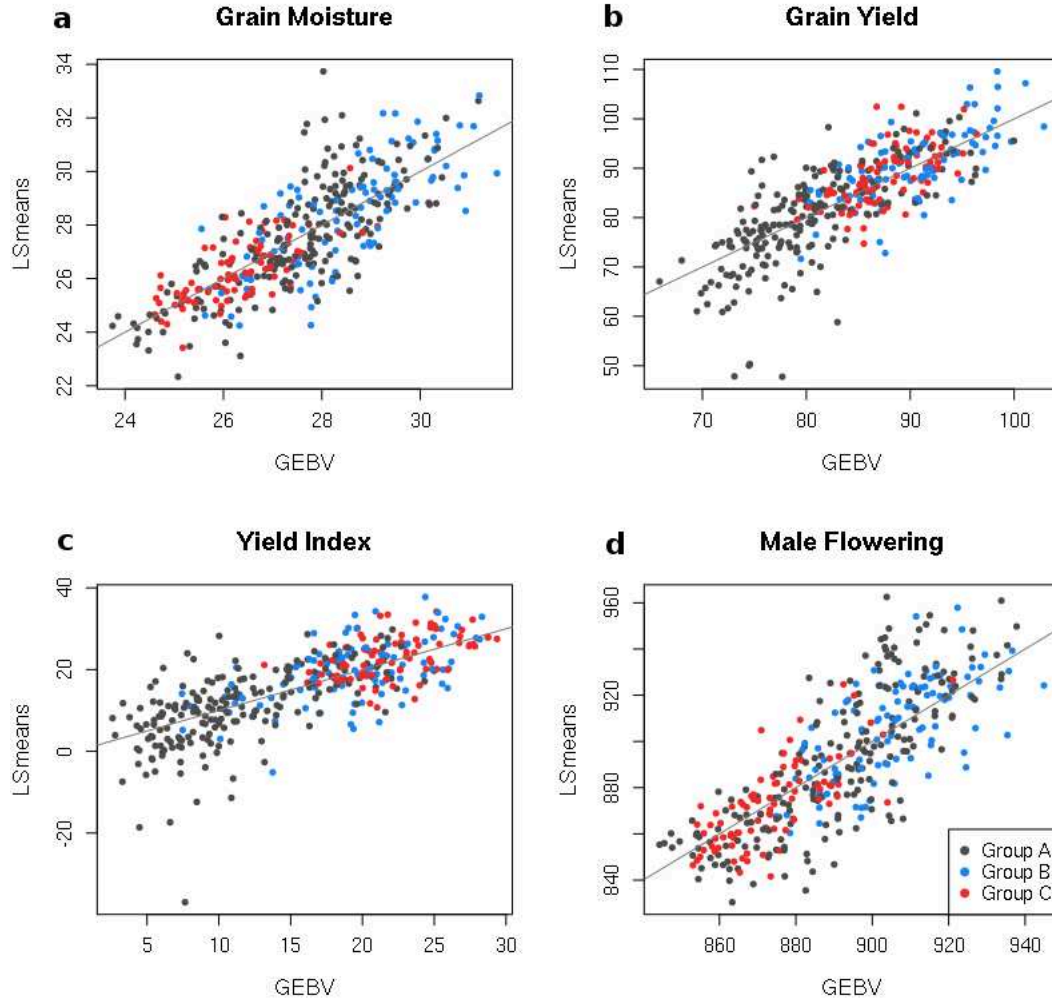 a Grain Moisture
LSmeans
34
32
30
28
26
24
22
24 26 28 30
GEBV
b Grain Yield
LSmeans
110
100
90
80
70
60
50
70 80 90 100
GEBV
c Yield Index
LSmeans
40
20
0
-20
5 10 15 20 25 30
GEBV
d Male Flowering
LSmeans
960
920
880
840
860 880 900 920 940
GEBV
Group A
Group B
Group C